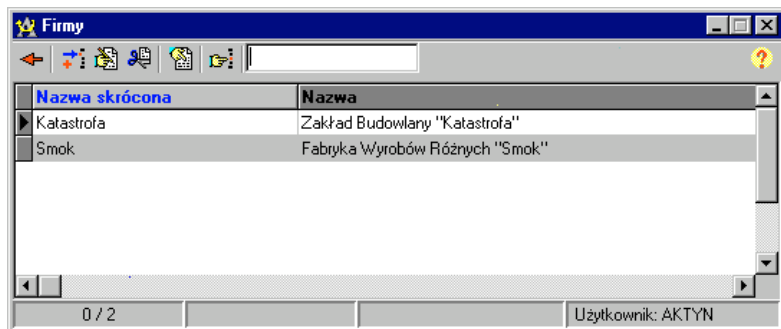 Firmy
Nazwa skrócona Nazwa
Katastrofa Zakład Budowlany "Katastrofa"
Smok Fabryka Wyrobów Różnych "Smok"
0 / 2 Użytkownik: AKTYN